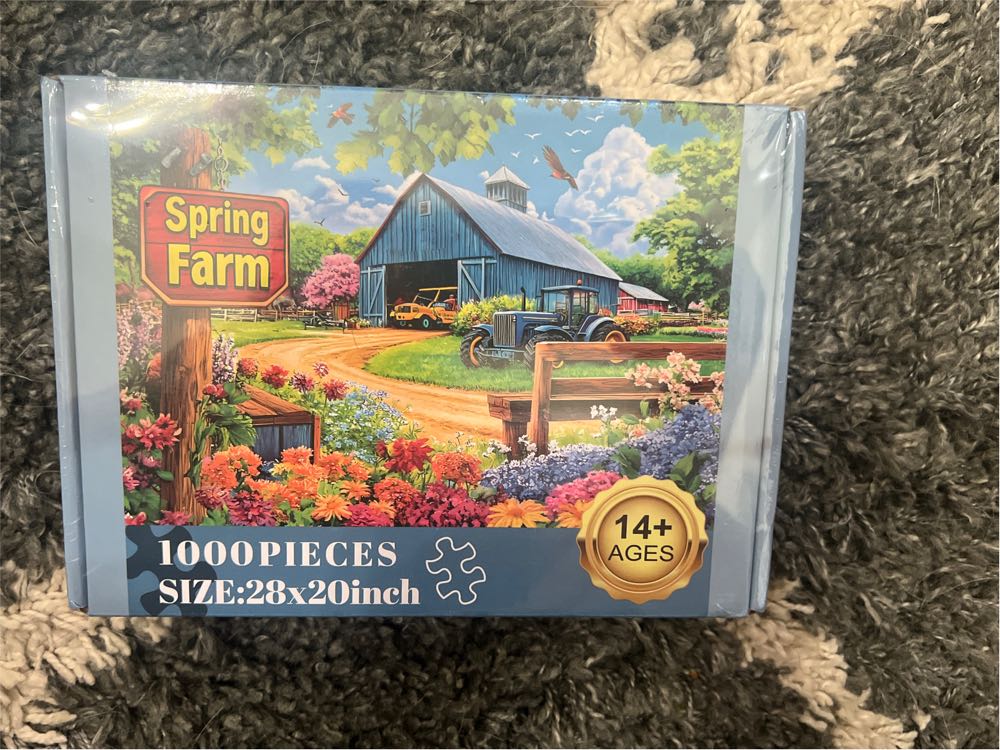 Spring
Farm
1000PIECES
SIZE:28x20inch
14+
AGES